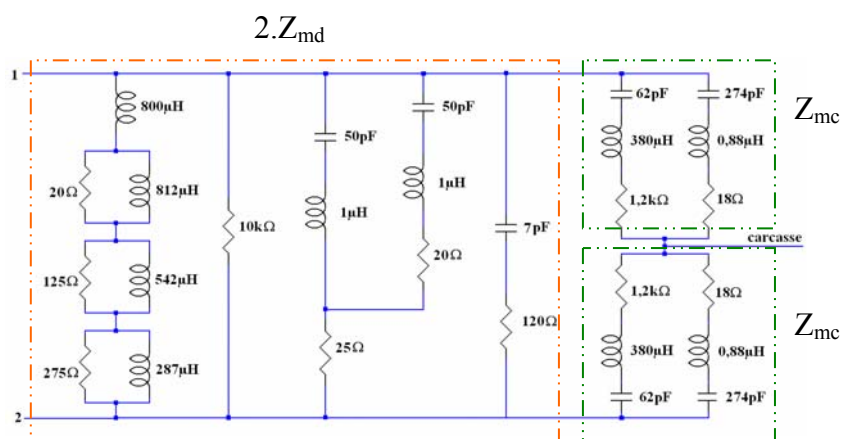 2.Zmd
1
800µH
20Ω
812µH
125Ω
542µH
275Ω
287µH
2
10kΩ
50pF
1µH
25Ω
50pF
1µH
20Ω
7pF
120Ω
62pF
274pF
Zmc
380µH
0,88µH
1,2kΩ
18Ω
carcasse
1,2kΩ
18Ω
Zmc
380µH
0,88µH
62pF
274pF